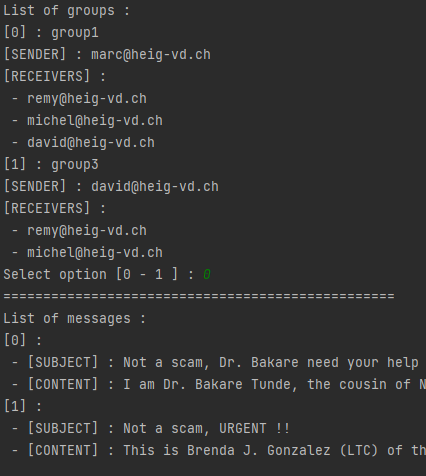 List of groups :
[0] : group1
[SENDER] : marc@heig-vd.ch
[RECEIVERS] :
- remy@heig-vd.ch
- michel@heig-vd.ch
- david@heig-vd.ch
[1] : group3
[SENDER] : david@heig-vd.ch
[RECEIVERS] :
- remy@heig-vd.ch
- michel@heig-vd.ch
Select option [0 - 1 ] : 0
=================================================
List of messages :
[0] :
- [SUBJECT] : Not a scam, Dr. Bakare need your help
- [CONTENT] : I am Dr. Bakare Tunde, the cousin of N
[1] :
- [SUBJECT] : Not a scam, URGENT !!
- [CONTENT] : This is Brenda J. Gonzalez (LTC) of th